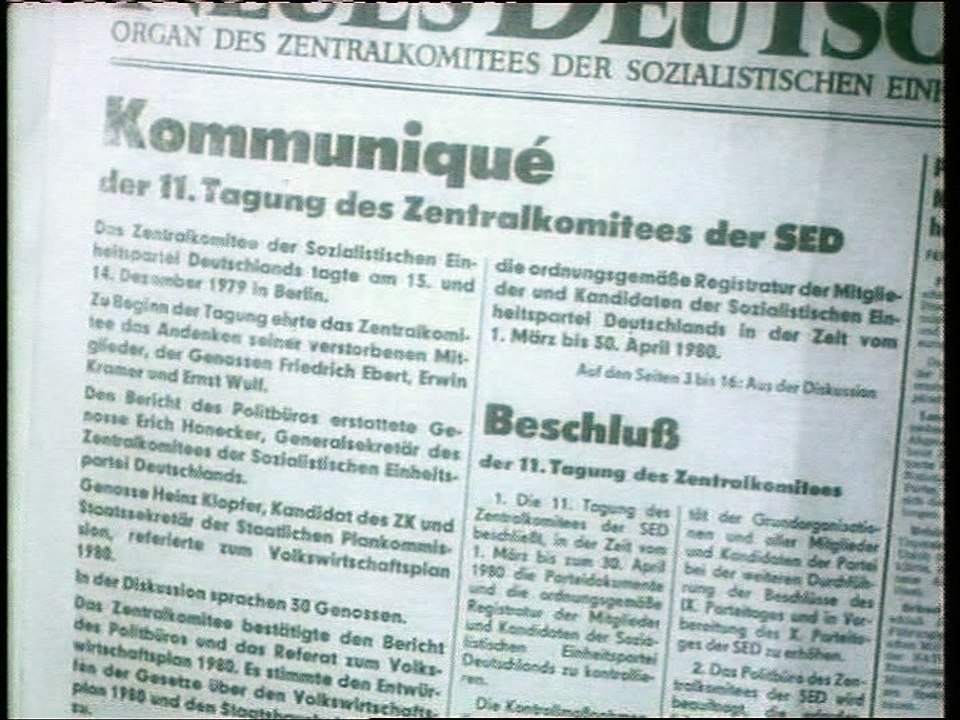 NEUES DEUTSC
ORGAN DES ZENTRALKOMITEES DER SOZIALISTISCHEN EINH
Kommuniqué
der 11. Tagung des Zentralkomitees der SED
Das Zentralkomitee der Sozialistischen Ein-
heitspartei Deutschlands tagte am 15. und
14. Dezember 1979 in Berlin.
Zu Beginn der Tagung ehrte das Zentralkomi-
tee das Andenken seiner verstorbenen Mit-
glieder, der Genossen Friedrich Ebert, Erwin
Kramer und Ernst Wulf.
Den Bericht des Politbüros erstattete Ge-
nosse Erich Honecker, Generalsekretär des
Zentralkomitees der Sozialistischen Einheits-
partei Deutschlands.
Genosse Heinz Klopfer, Kandidat des ZK und
Staatssekretär der Staatlichen Plankommis-
sion, referierte zum Volkswirtschaftsplan
1980.
In der Diskussion sprachen 30 Genossen.
Das Zentralkomitee bestätigte den Bericht
des Politbüros und das Referat zum Volks-
wirtschaftsplan 1980. Es stimmte den Entwür-
fen der Gesetze über den Volkswirtschafts-
plan 1980 und den
zu.
die ordnungsgemäße Registratur der Mitglie-
der und Kandidaten der Sozialistischen Ein-
heitspartei Deutschlands in der Zeit vom
1. März bis 30. April 1980.
Auf den Seiten 3 bis 16: Aus der Diskussion
Beschluß
der 11. Tagung des Zentralkomitees
1. Die 11. Tagung des
Zentralkomitees der SED
beschließt, in der Zeit vom
1. März bis zum 30. April
1980 die Parteidokumente
und die ordnungsgemäße
Registratur der Mitglieder
und Kandidaten der Sozia-
listischen Einheitspartei
Deutschlands zu kontrollie-
ren.
Die Kontrollmaßnahmen
tät der Grundorganisatio-
nen und aller Mitglieder
und Kandidaten der Partei
bei der weiteren Durchfüh-
rung der Beschlüsse des
IX. Parteitages und in Vor-
bereitung des X. Parteita-
ges der SED zu erhöhen.
2. Das Politbüro des Zen-
tralkomitees der SED wird
beauftragt,